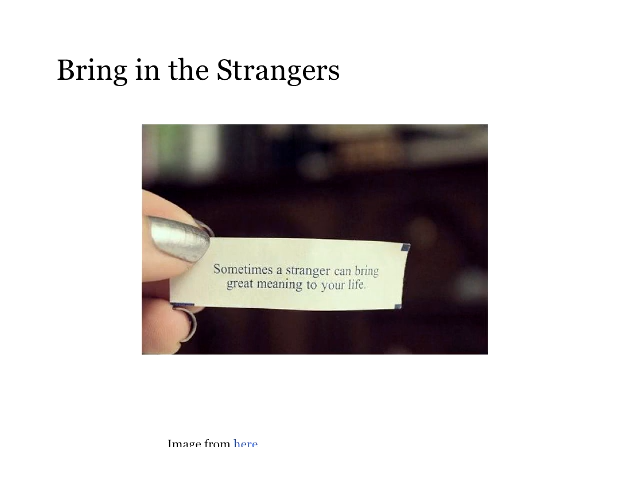 Bring in the Strangers
Sometimes a stranger can bring
great meaning to your life.
Image from here